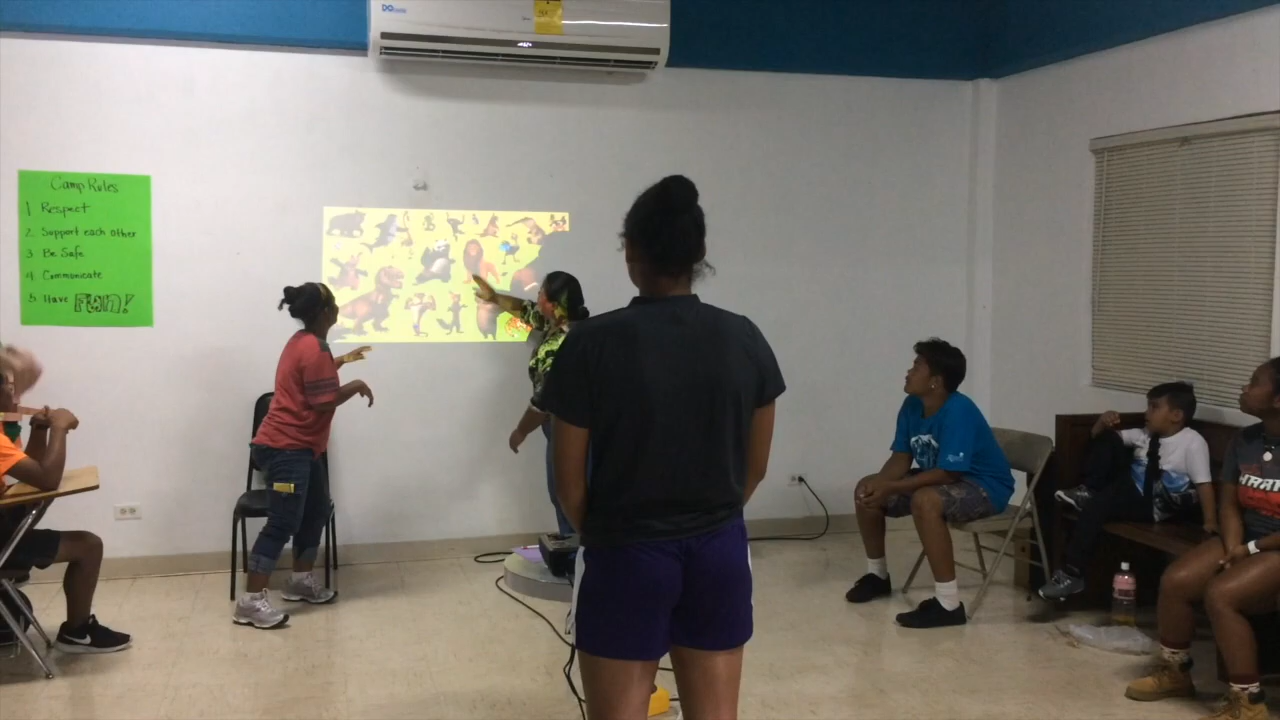 Camp Rules
1 Respect
2. Support each other
3 Be Safe
4 Communicate
5. Have FUN!